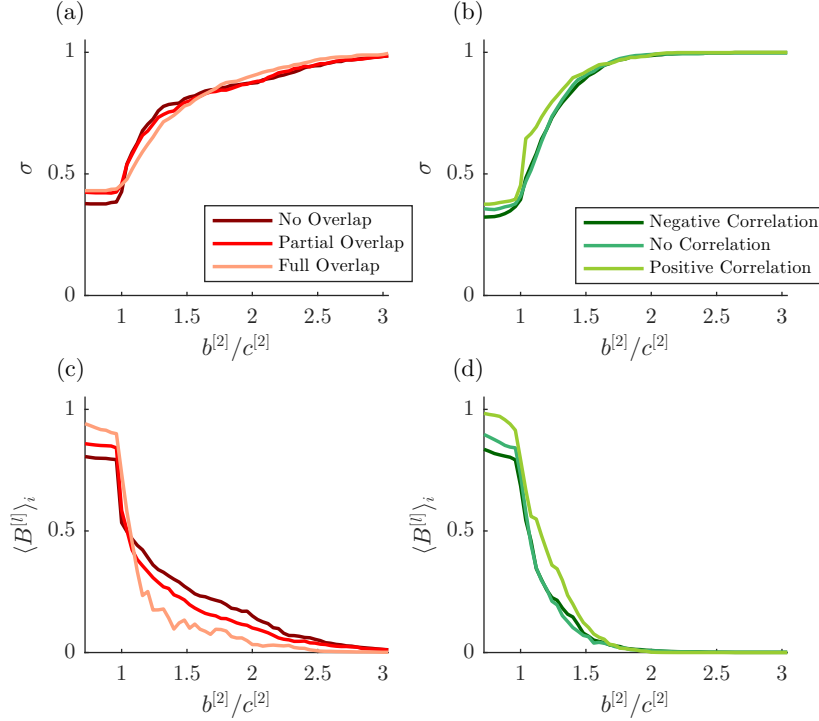 (a)
1
0.5
0
σ
No Overlap
Partial Overlap
Full Overlap
1 1.5 2 2.5 3
b^[2]/c^[2]
(b)
1
0.5
0
σ
Negative Correlation
No Correlation
Positive Correlation
1 1.5 2 2.5 3
b^[2]/c^[2]
(c)
1
0.5
0
⟨B^[l]⟩_i
1 1.5 2 2.5 3
b^[2]/c^[2]
(d)
1
0.5
0
⟨B^[l]⟩_i
1 1.5 2 2.5 3
b^[2]/c^[2]